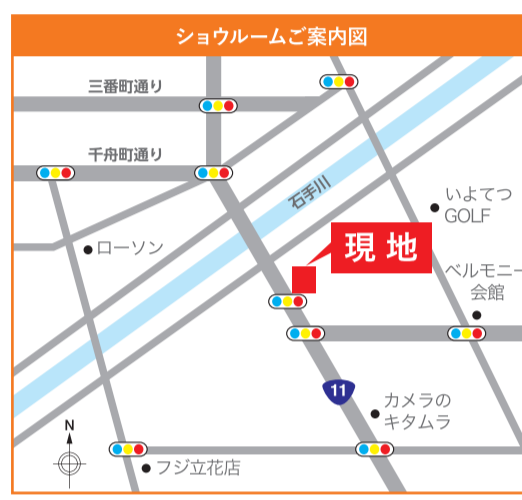 ショウルームご案内図
三番町通り
千舟町通り
石手川
いよてつ
GOLF
ローソン
現地
ベルモニー
会館
11
カメラの
キタムラ
N
フジ立花店